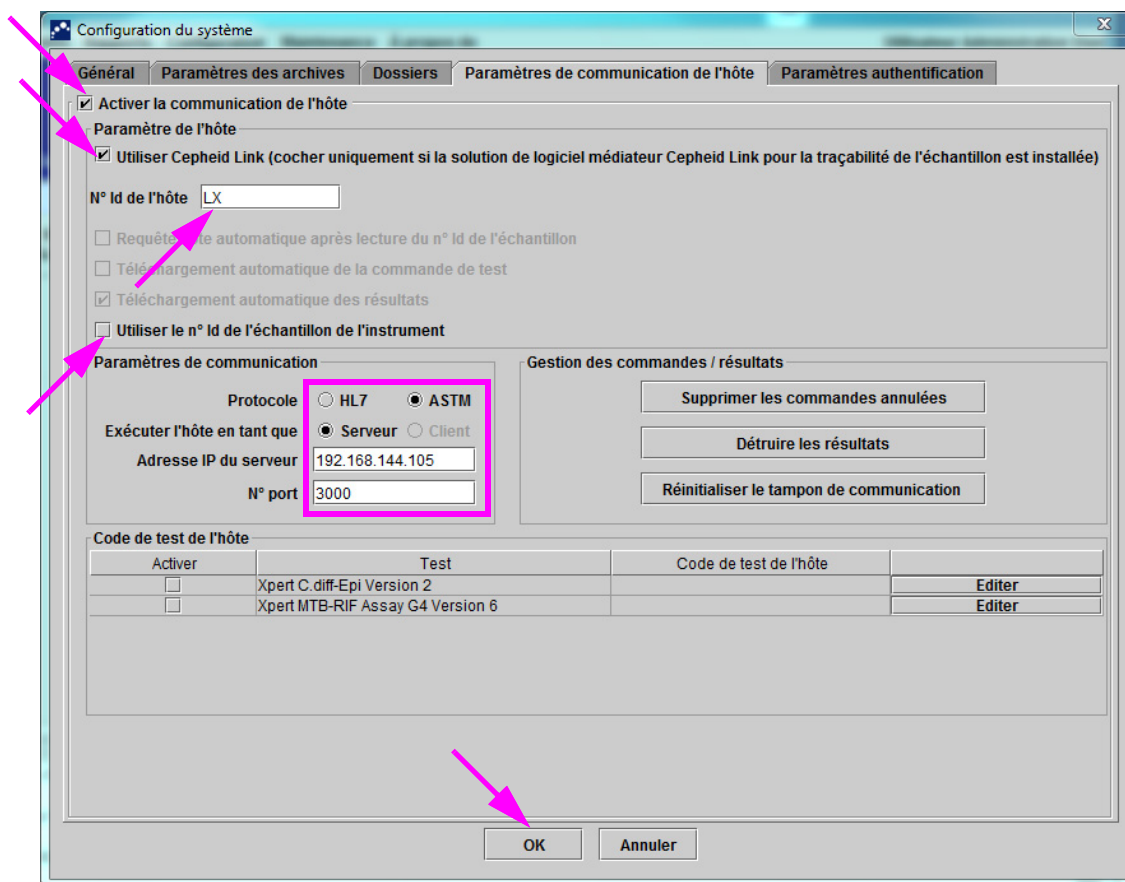 Configuration du système
Général Paramètres des archives Dossiers Paramètres de communication de l'hôte Paramètres authentification
Activer la communication de l'hôte
Paramètre de l'hôte
Utiliser Cepheid Link (cocher uniquement si la solution de logiciel médiateur Cepheid Link pour la traçabilité de l'échantillon est installée)
N° Id de l'hôte LX
Requête automatique après lecture du n° Id de l'échantillon
Téléchargement automatique de la commande de test
Téléchargement automatique des résultats
Utiliser le n° Id de l'échantillon de l'instrument
Paramètres de communication
Protocole HL7 ASTM
Exécuter l'hôte en tant que Serveur Client
Adresse IP du serveur 192.168.144.105
N° port 3000
Gestion des commandes / résultats
Supprimer les commandes annulées
Détruire les résultats
Réinitialiser le tampon de communication
Code de test de l'hôte
Activer Test Code de test de l'hôte
Xpert C.diff-Epi Version 2 Editer
Xpert MTB-RIF Assay G4 Version 6 Editer
OK Annuler